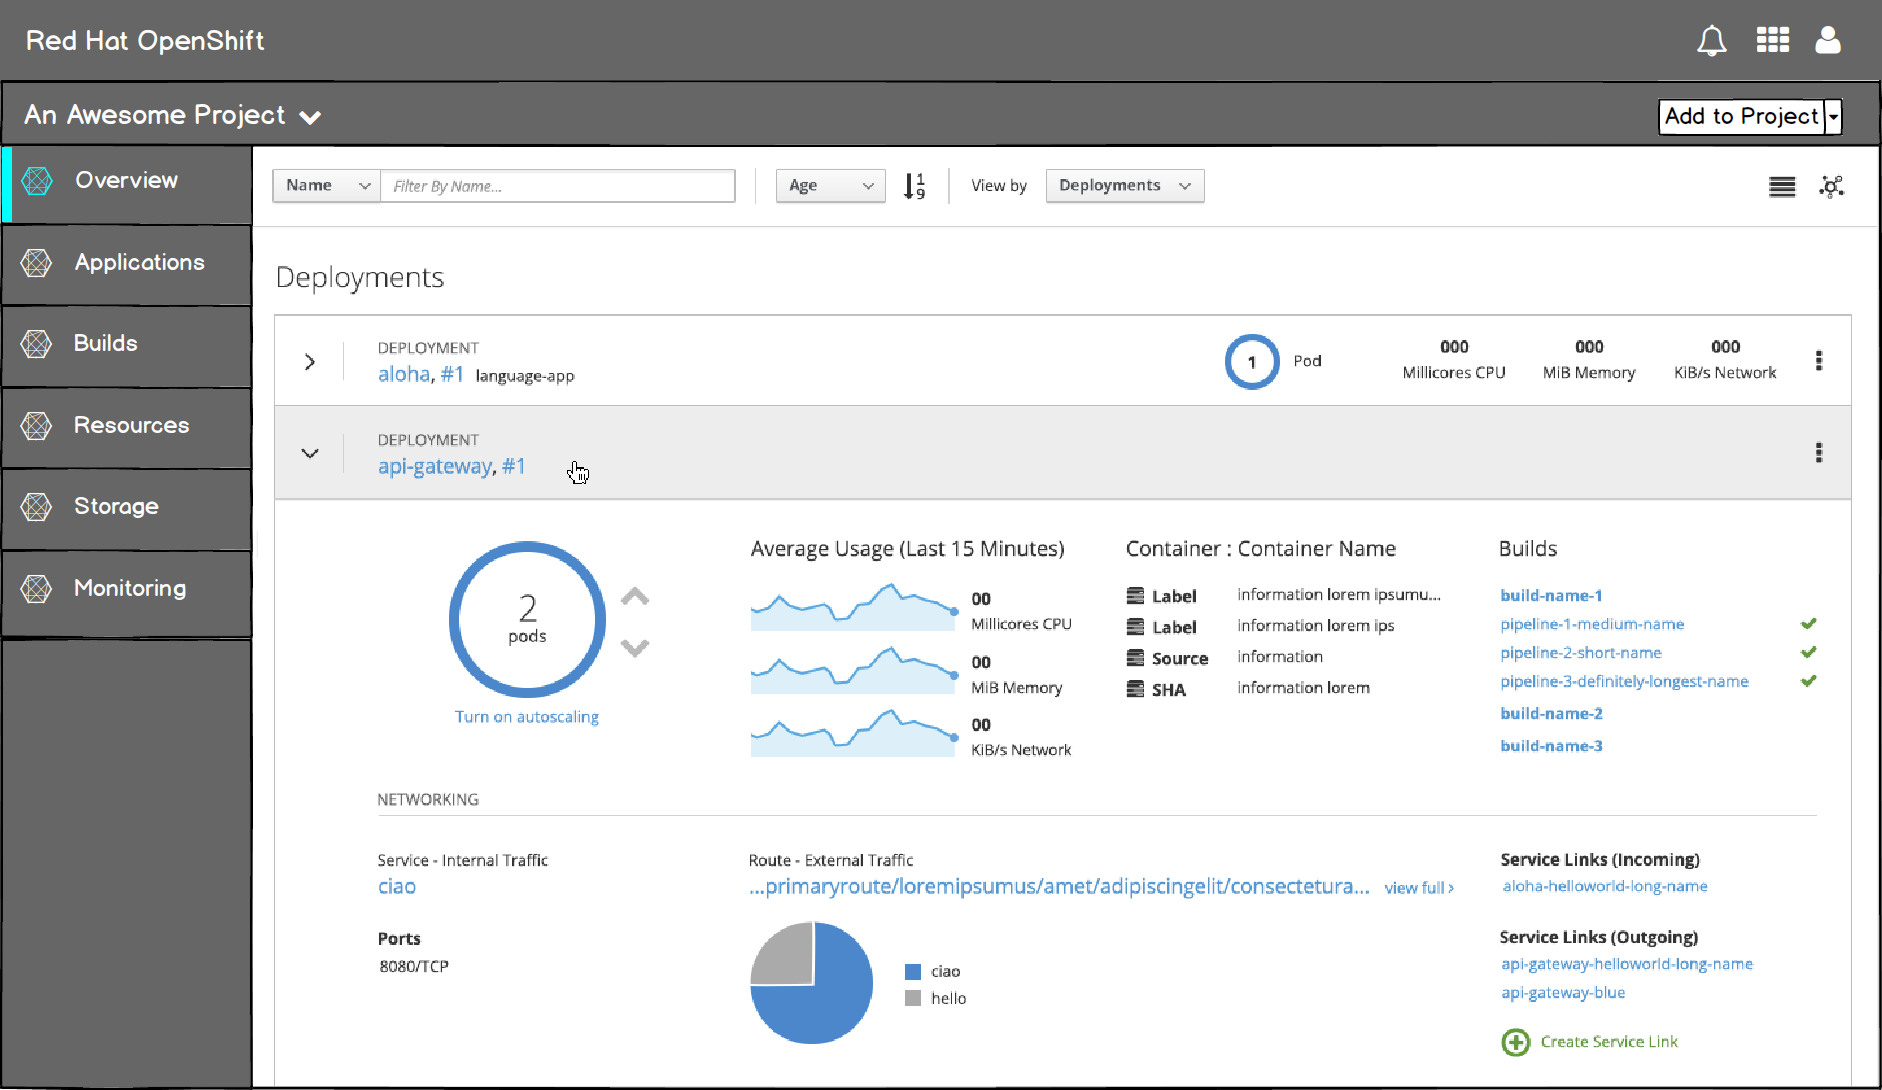 Red Hat OpenShift
An Awesome Project
Add to Project
Overview
Applications
Builds
Resources
Storage
Monitoring
Name
Filter By Name...
Age
1
9
View by
Deployments
Deployments
DEPLOYMENT
aloha, #1 language-app
1
Pod
000
Millicores CPU
000
MiB Memory
000
KiB/s Network
DEPLOYMENT
api-gateway, #1
2
pods
Turn on autoscaling
Average Usage (Last 15 Minutes)
00
Millicores CPU
00
MiB Memory
00
KiB/s Network
Container : Container Name
Label information lorem ipsumu...
Label information lorem ips
Source information
SHA information lorem
Builds
build-name-1
pipeline-1-medium-name
pipeline-2-short-name
pipeline-3-definitely-longest-name
build-name-2
build-name-3
NETWORKING
Service - Internal Traffic
ciao
Ports
8080/TCP
Route - External Traffic
...primaryroute/loremipsumus/amet/adipiscingelit/consectetura... view full ›
ciao
hello
Service Links (Incoming)
aloha-helloworld-long-name
Service Links (Outgoing)
api-gateway-helloworld-long-name
api-gateway-blue
Create Service Link